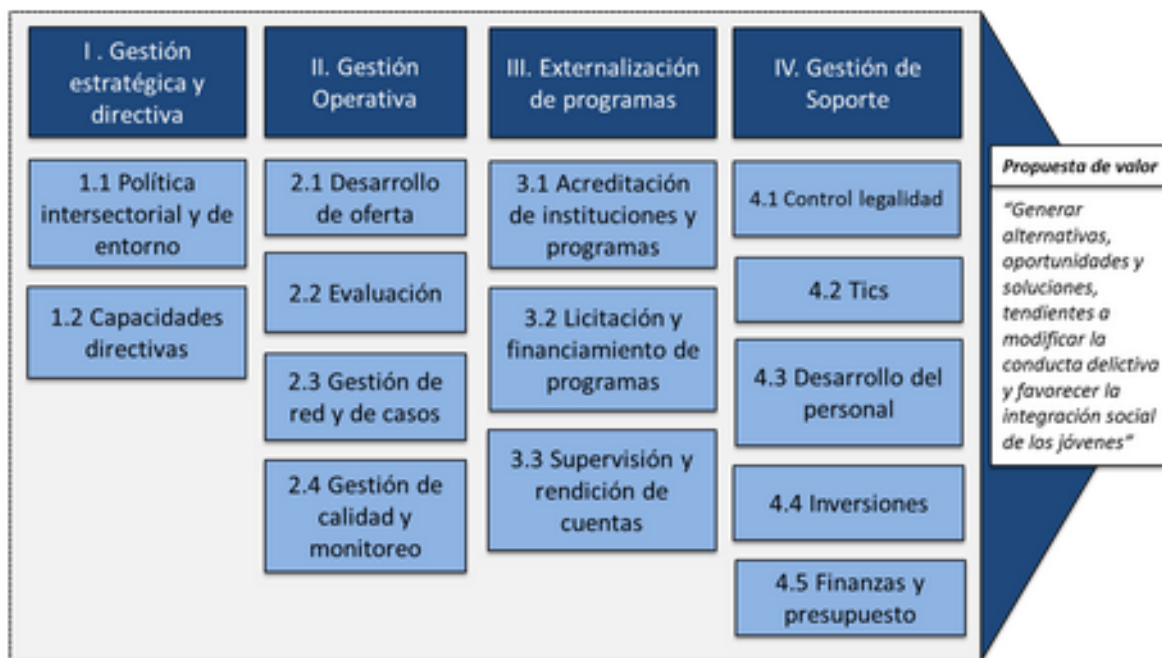 I . Gestión
estratégica y
directiva
1.1 Política
intersectorial y de
entorno
1.2 Capacidades
directivas
II. Gestión
Operativa
2.1 Desarrollo
de oferta
2.2 Evaluación
2.3 Gestión de
red y de casos
2.4 Gestión de
calidad y
monitoreo
III. Externalización
de programas
3.1 Acreditación
de instituciones y
programas
3.2 Licitación y
financiamiento de
programas
3.3 Supervisión y
rendición de
cuentas
IV. Gestión de
Soporte
4.1 Control legalidad
4.2 Tics
4.3 Desarrollo del
personal
4.4 Inversiones
4.5 Finanzas y
presupuesto
Propuesta de valor
"Generar
alternativas,
oportunidades y
soluciones,
tendientes a
modificar la
conducta delictiva
y favorecer la
integración social
de los jóvenes"